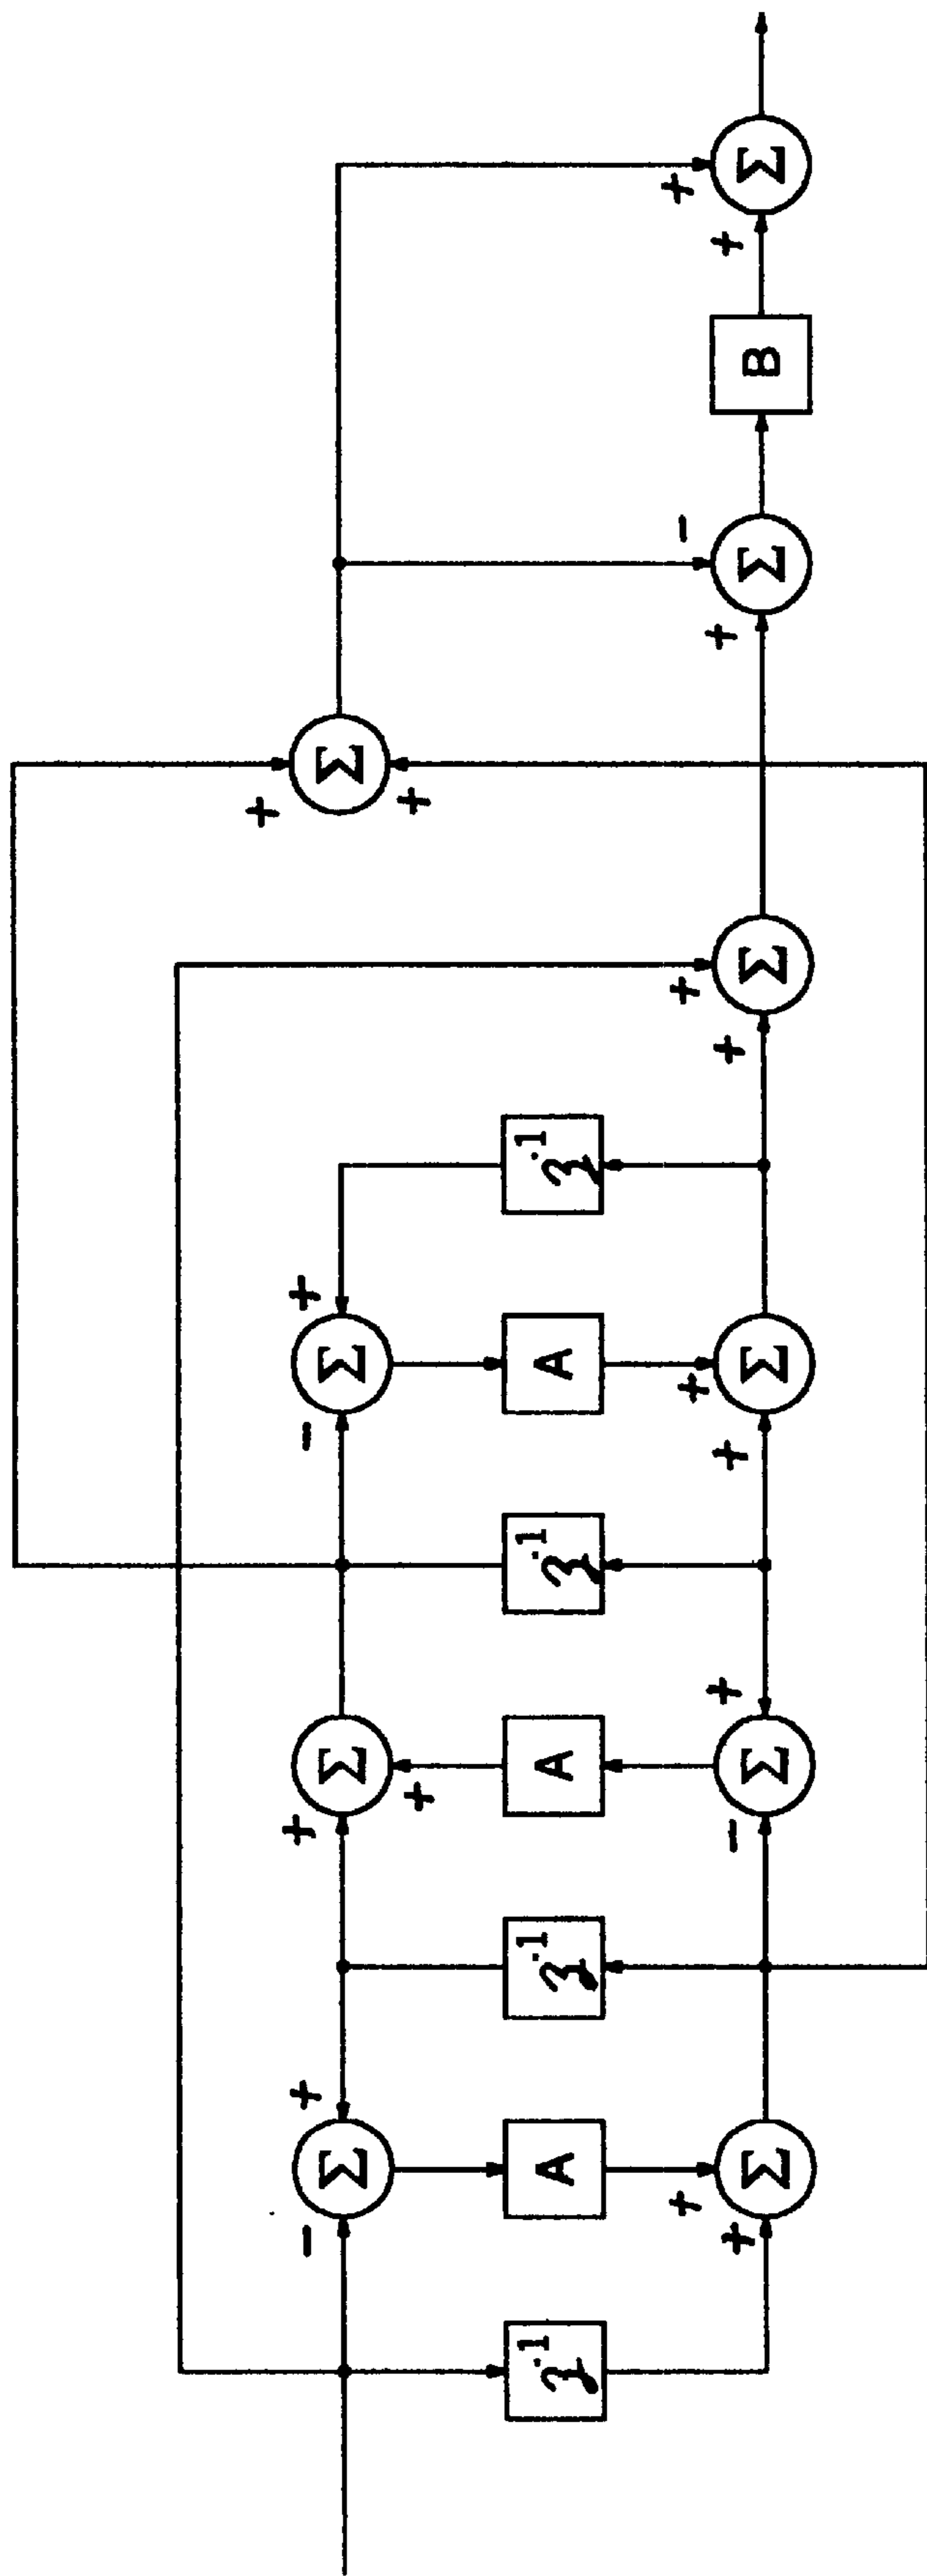 +
- + + - +
Σ Σ Σ Σ
+ +
z-1 A z-1 A z-1 A z-1
+ + + - +
+ - + + + + +
Σ Σ Σ Σ Σ B Σ